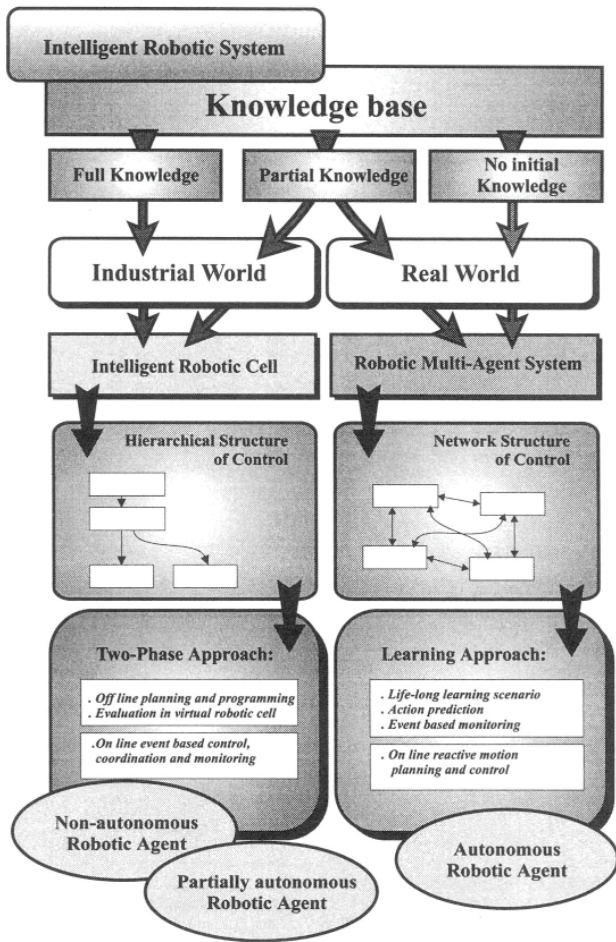 Intelligent Robotic System
Knowledge base
Full Knowledge
Partial Knowledge
No initial
Knowledge
Industrial World
Real World
Intelligent Robotic Cell
Robotic Multi-Agent System
Hierarchical Structure
of Control
Network Structure
of Control
Two-Phase Approach:
. Off line planning and programming
. Evaluation in virtual robotic cell
.On line event based control,
coordination and monitoring
Learning Approach:
. Life-long learning scenario
. Action prediction
. Event based monitoring
. On line reactive motion
planning and control
Non-autonomous
Robotic Agent
Partially autonomous
Robotic Agent
Autonomous
Robotic Agent